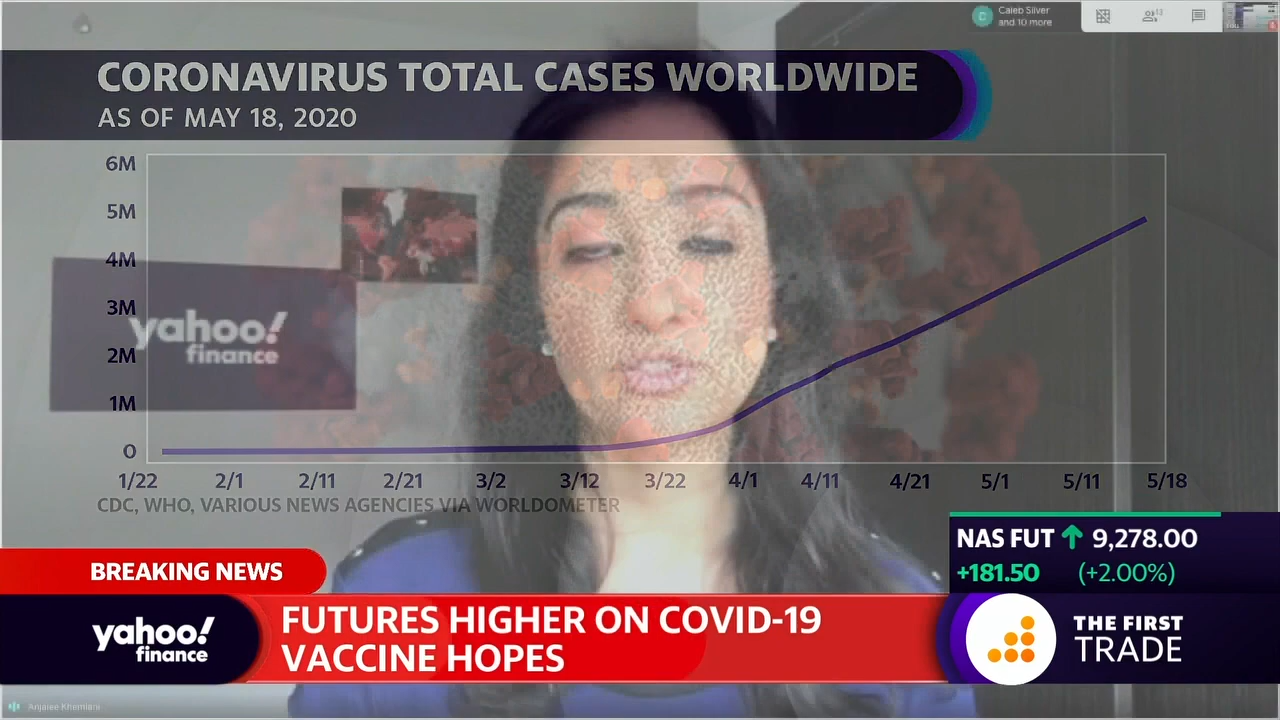 Caleb Silver
and 10 more
13
CORONAVIRUS TOTAL CASES WORLDWIDE
AS OF MAY 18, 2020
6M
5M
4M
3M
2M
1M
0
yahoo!
finance
1/22 2/1 2/11 2/21 3/2 3/12 3/22 4/1 4/11 4/21 5/1 5/11 5/18
CDC, WHO, VARIOUS NEWS AGENCIES VIA WORLDOMETER
NAS FUT 9,278.00
+181.50 (+2.00%)
BREAKING NEWS
yahoo!
finance
FUTURES HIGHER ON COVID-19
VACCINE HOPES
THE FIRST
TRADE
Anjalee Khemlani